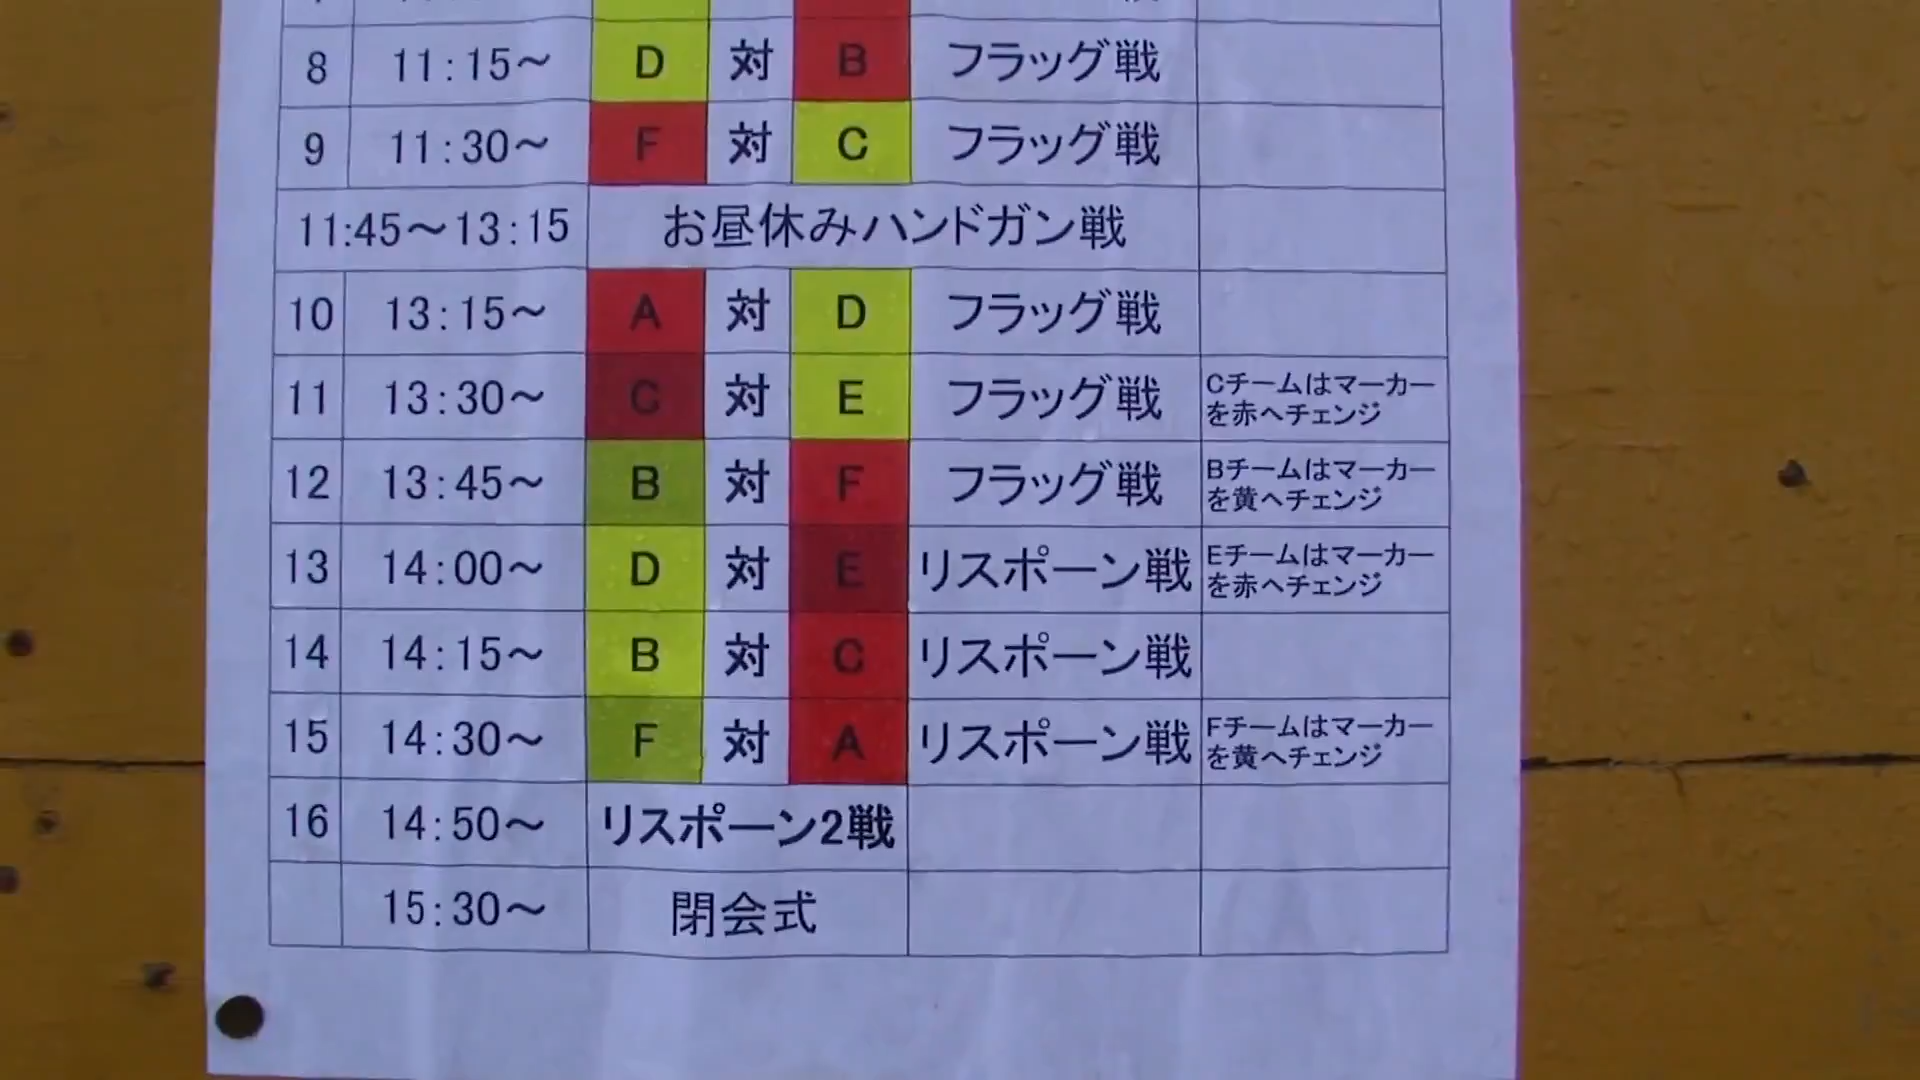 8 11:15～ D 対 B フラッグ戦
9 11:30～ F 対 C フラッグ戦
11:45～13:15 お昼休みハンドガン戦
10 13:15～ A 対 D フラッグ戦
11 13:30～ C 対 E フラッグ戦 Cチームはマーカー
を赤へチェンジ
12 13:45～ B 対 F フラッグ戦 Bチームはマーカー
を黄へチェンジ
13 14:00～ D 対 E リスポーン戦 Eチームはマーカー
を赤へチェンジ
14 14:15～ B 対 C リスポーン戦
15 14:30～ F 対 A リスポーン戦 Fチームはマーカー
を黄へチェンジ
16 14:50～ リスポーン2戦
15:30～ 閉会式